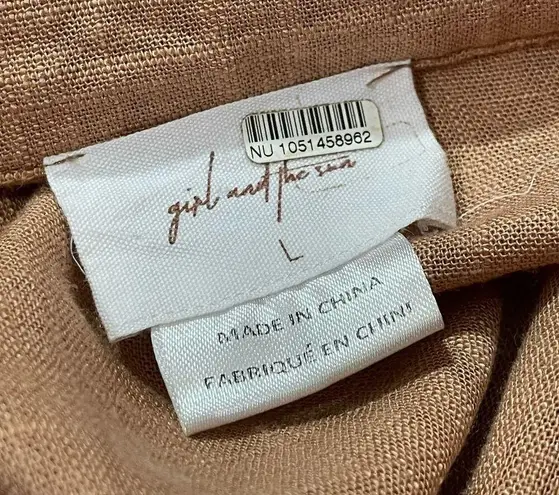 NU 1051458962
girl and the sun
L
MADE IN CHINA
FABRIQUÉ EN CHINE